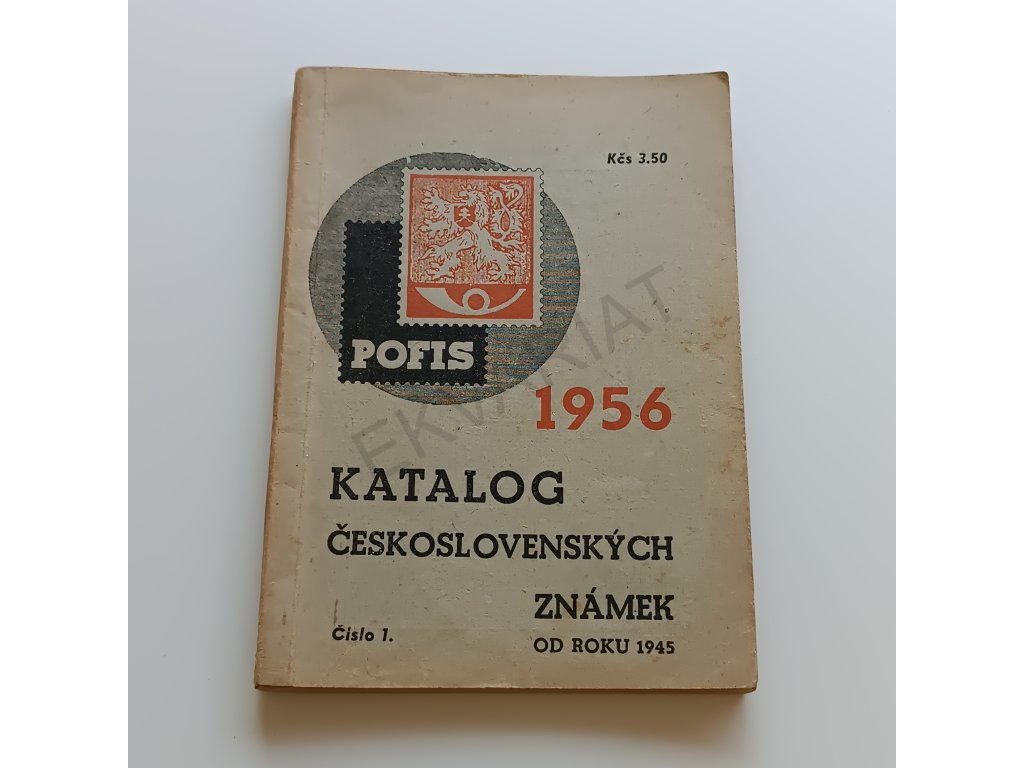 Kčs 3.50
POFIS
1956
KATALOG
ČESKOSLOVENSKÝCH
ZNÁMEK
Číslo 1.
OD ROKU 1945